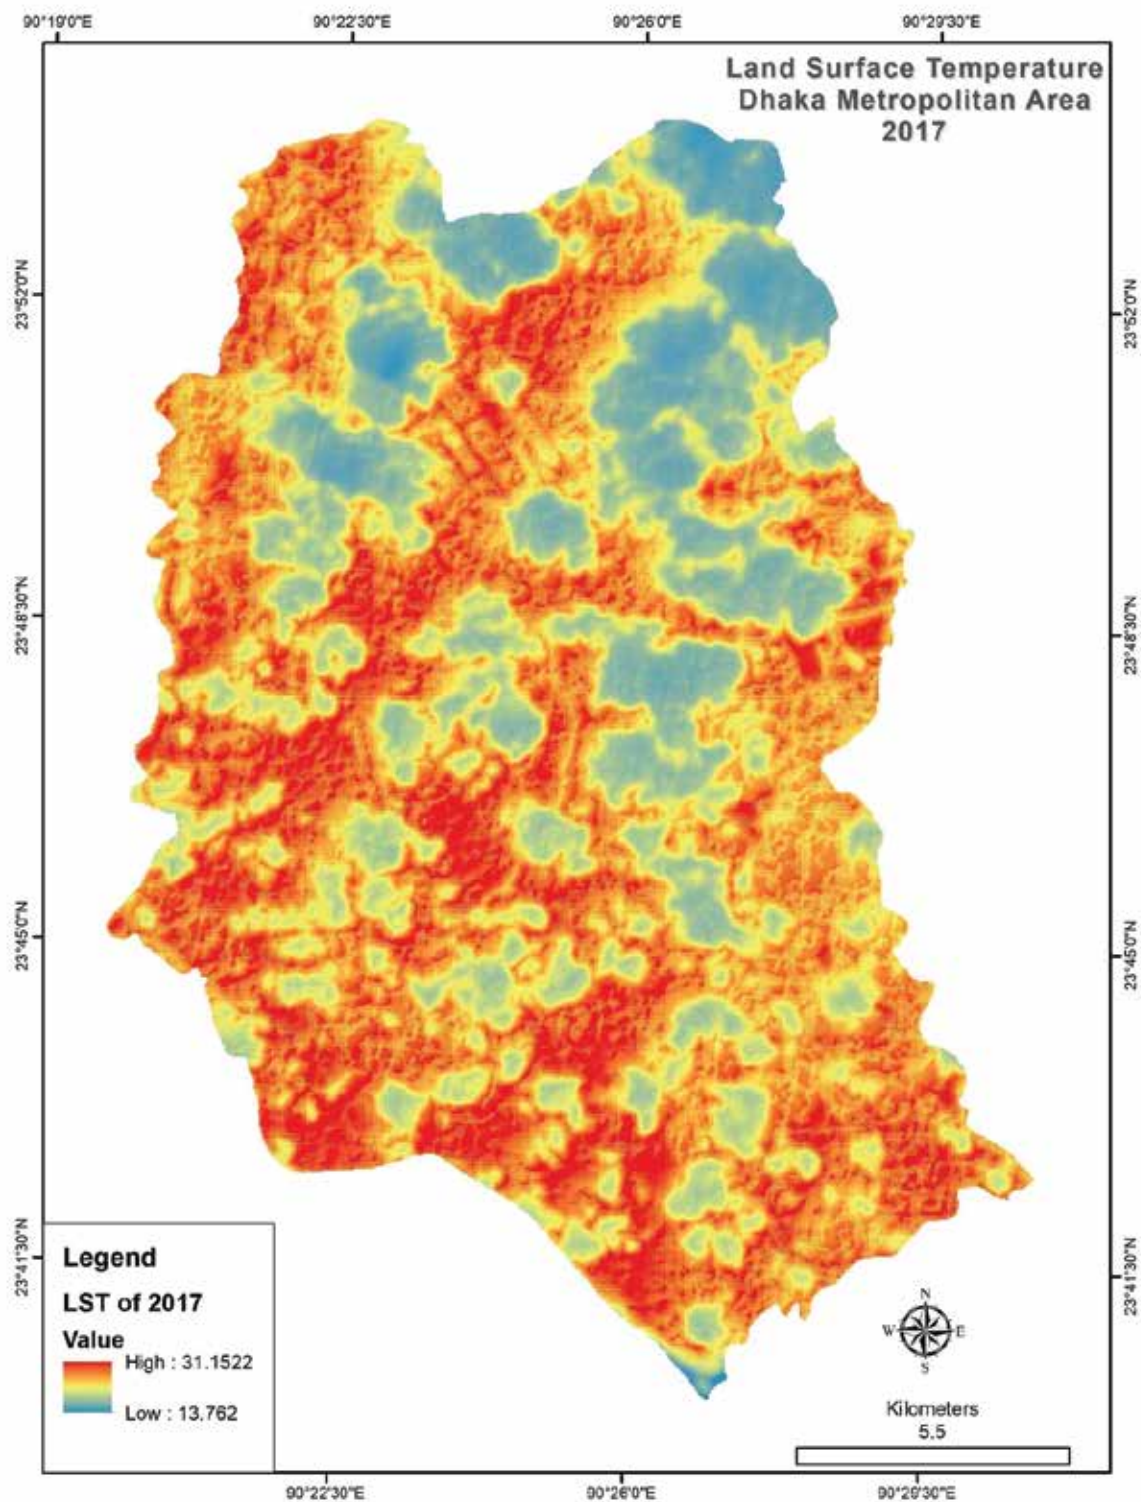 90°19'0"E 90°22'30"E 90°26'0"E 90°29'30"E
Land Surface Temperature
Dhaka Metropolitan Area
2017
23°52'0"N
23°52'0"N
23°48'30"N
23°48'30"N
23°45'0"N
23°45'0"N
23°41'30"N
23°41'30"N
Legend
LST of 2017
Value
High : 31.1522
Low : 13.762
N
W E
S
Kilometers
5.5
90°22'30"E 90°26'0"E 90°29'30"E